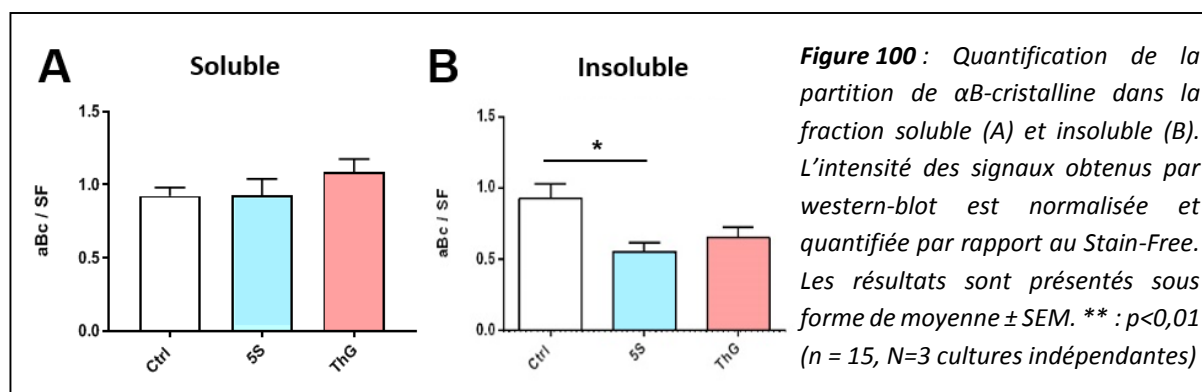 A
Soluble
aBc / SF
1.5
1.0
0.5
0.0
Ctrl
5S
ThG
B
Insoluble
aBc / SF
1.5
1.0
0.5
0.0
*
Ctrl
5S
ThG
Figure 100 : Quantification de la
partition de αB-cristalline dans la
fraction soluble (A) et insoluble (B).
L’intensité des signaux obtenus par
western-blot est normalisée et
quantifiée par rapport au Stain-Free.
Les résultats sont présentés sous
forme de moyenne ± SEM. ** : p<0,01
(n = 15, N=3 cultures indépendantes)